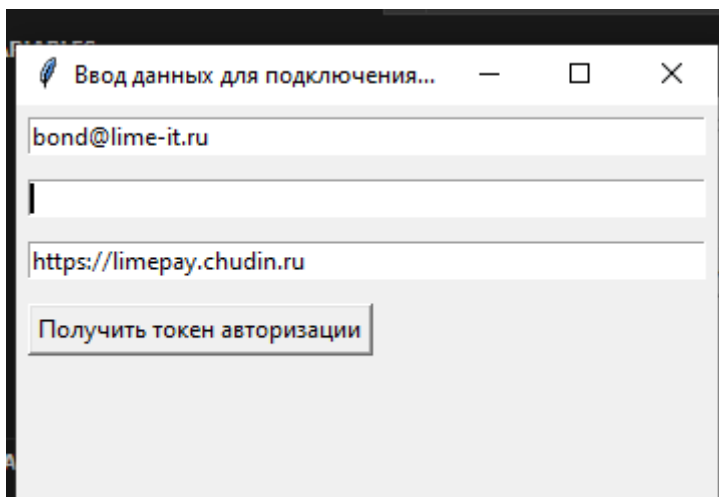 Ввод данных для подключения...
bond@lime-it.ru
https://limepay.chudin.ru
Получить токен авторизации